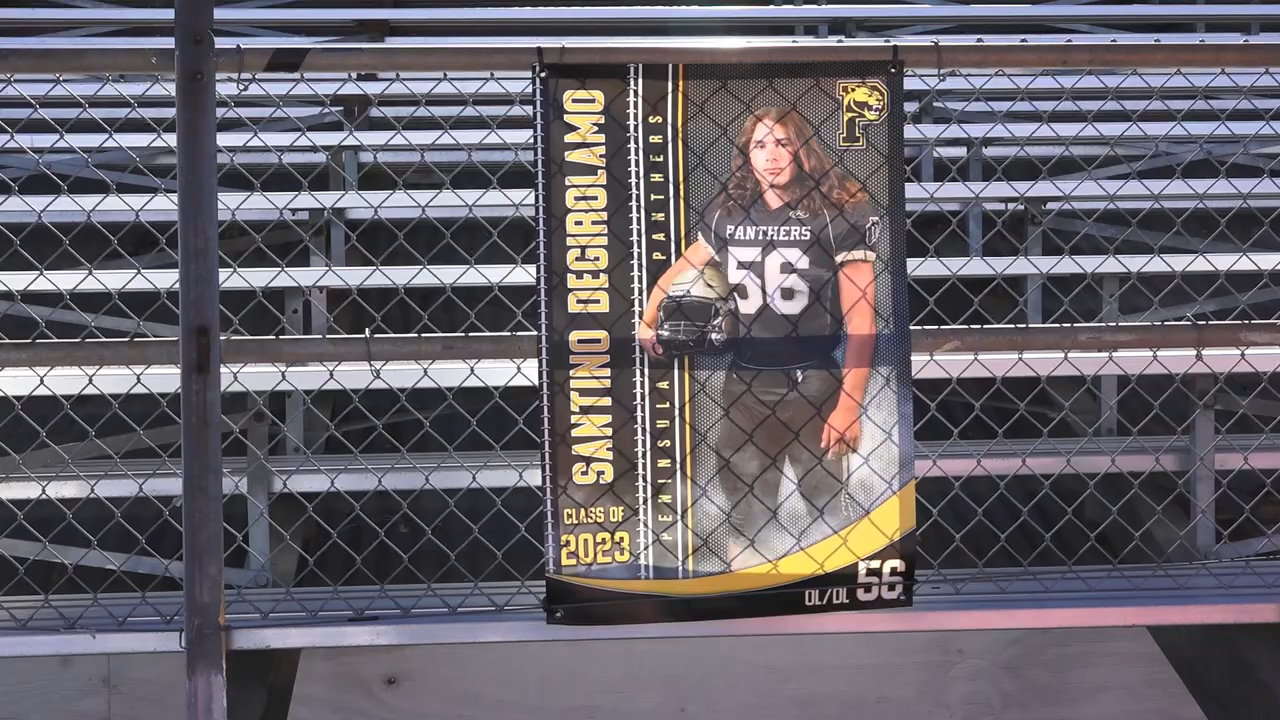 SANTINO DEGIROLAMO
CLASS OF
2023
PENINSULA PANTHERS
P
PANTHERS
56
OL/DL 56